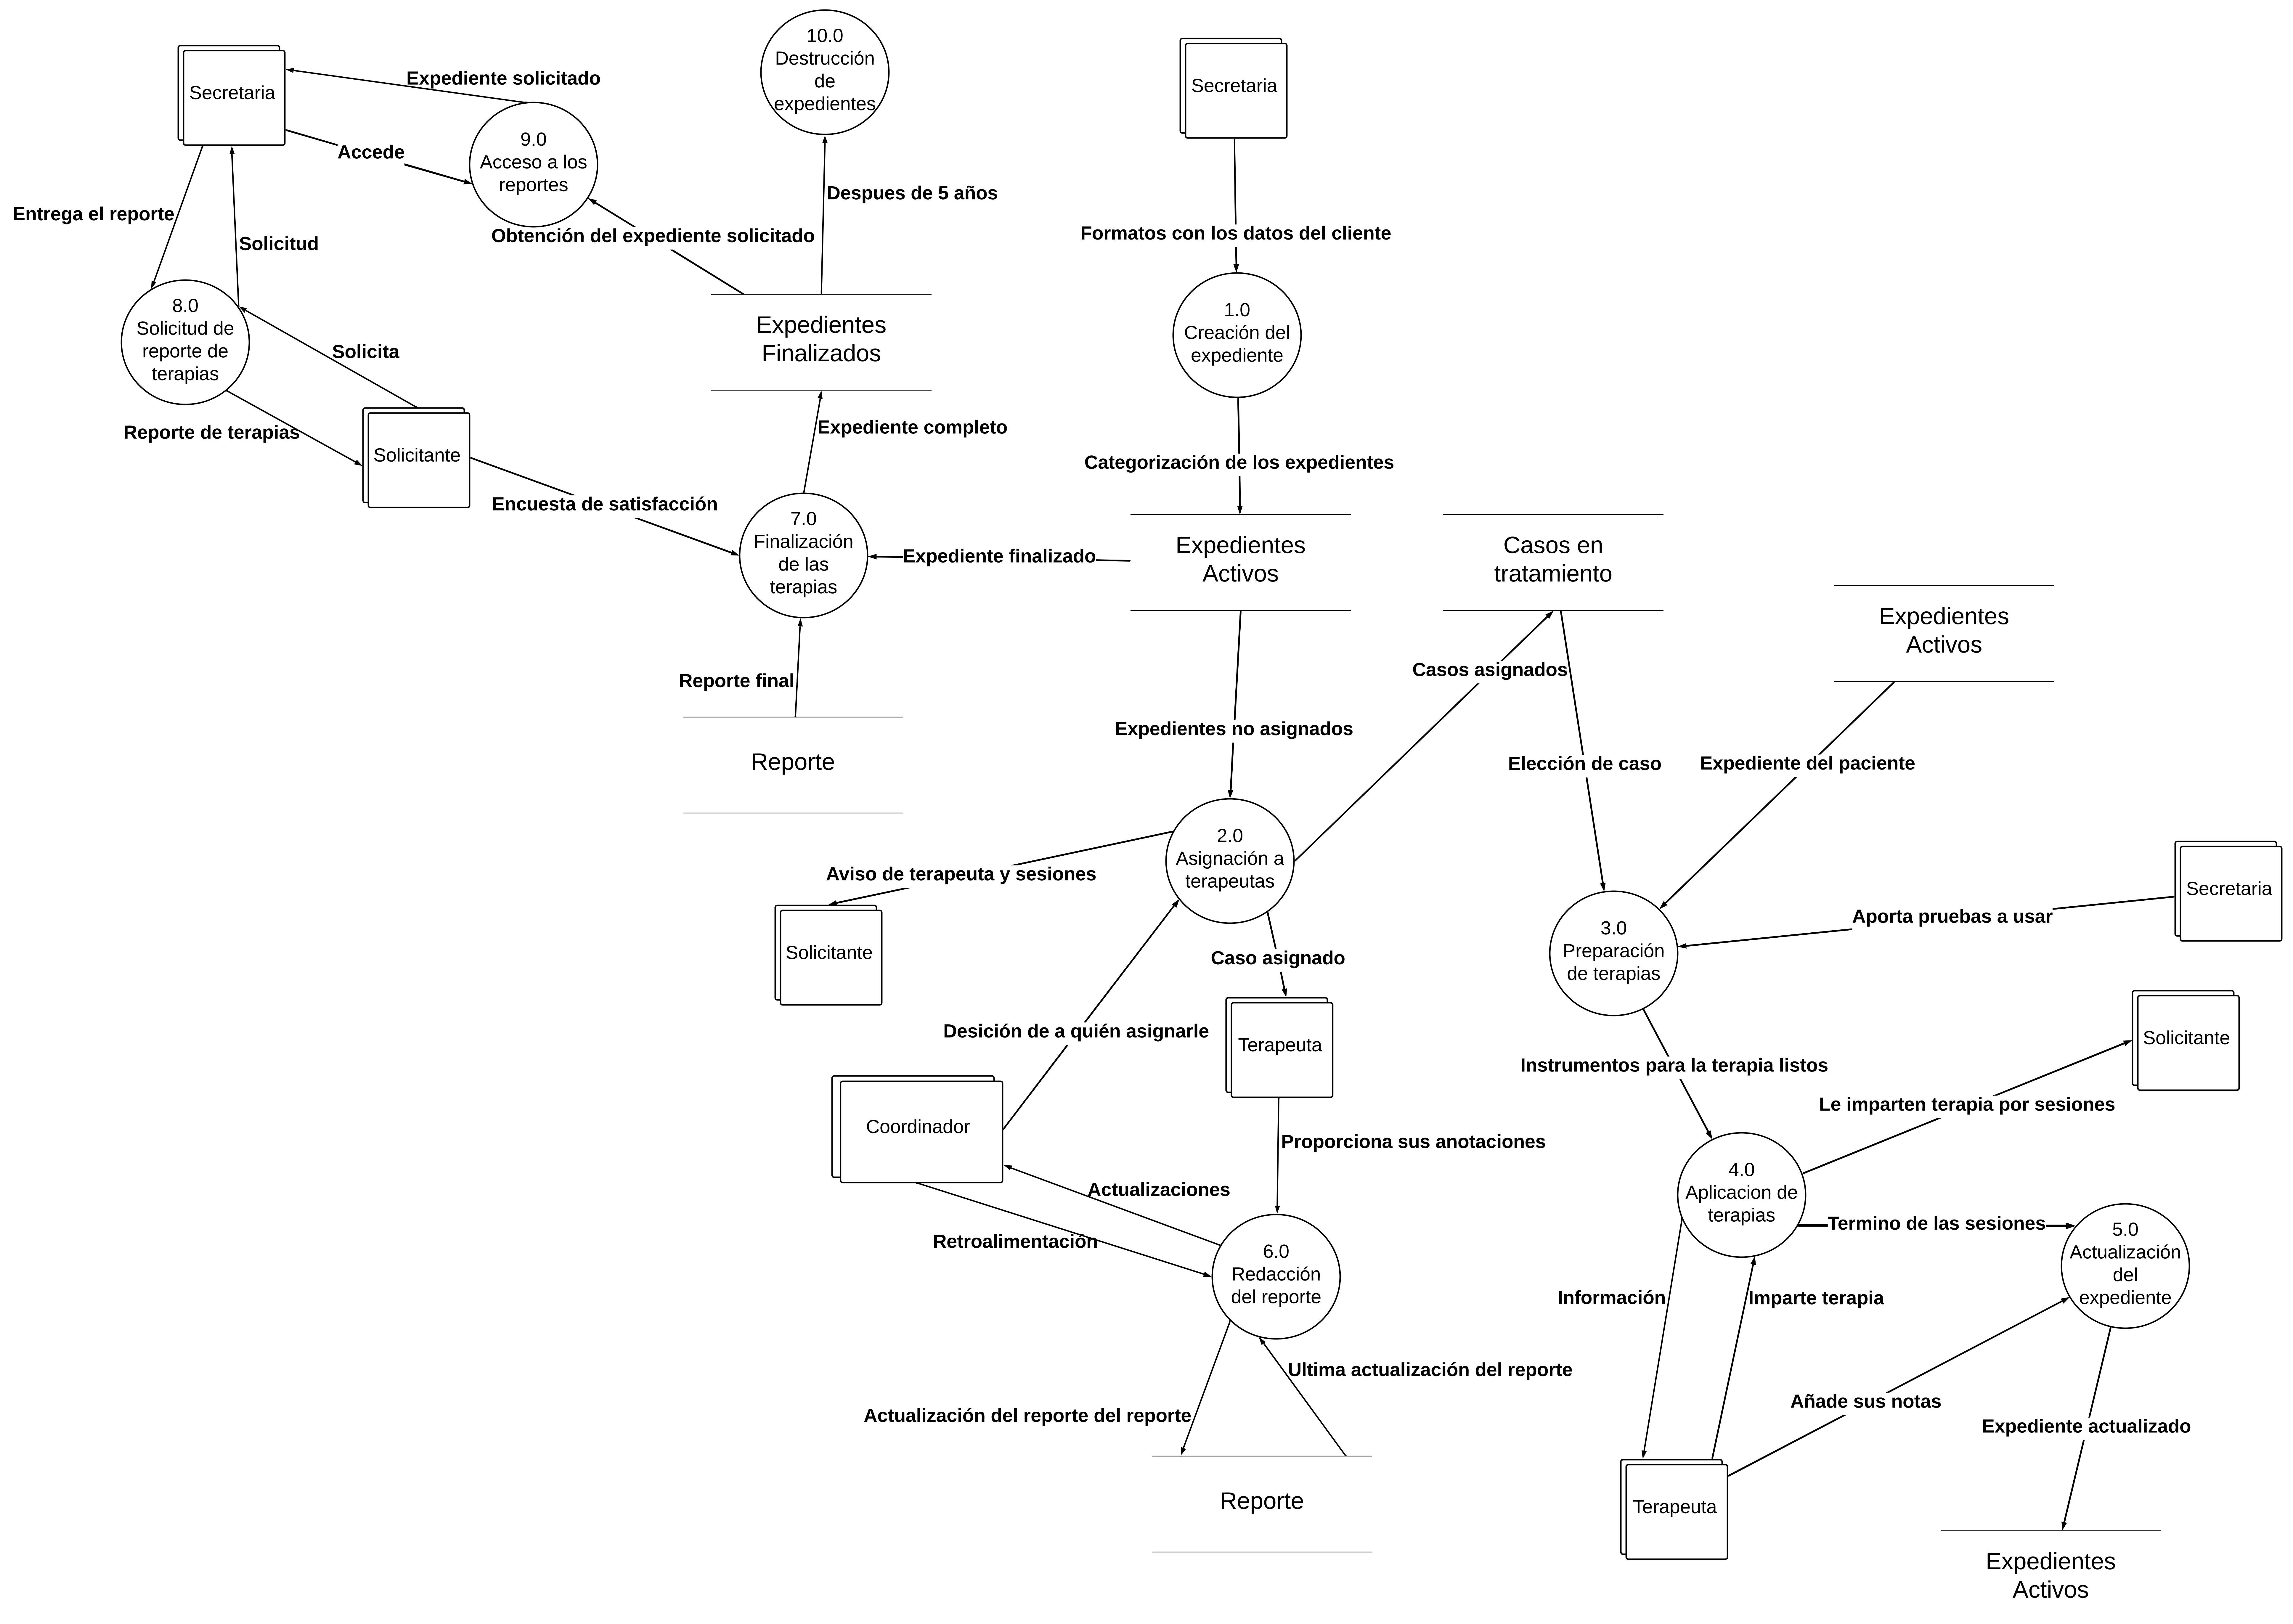 10.0
Destrucción
de
expedientes
Secretaria
Secretaria
Expediente solicitado
9.0
Acceso a los
reportes
Accede
Despues de 5 años
Entrega el reporte
Solicitud
Obtención del expediente solicitado
Formatos con los datos del cliente
8.0
Solicitud de
reporte de
terapias
Expedientes
Finalizados
1.0
Creación del
expediente
Solicita
Reporte de terapias
Solicitante
Expediente completo
Categorización de los expedientes
Encuesta de satisfacción
7.0
Finalización
de las
terapias
Expediente finalizado
Expedientes
Activos
Casos en
tratamiento
Expedientes
Activos
Reporte final
Casos asignados
Expedientes no asignados
Reporte
Elección de caso
Expediente del paciente
2.0
Asignación a
terapeutas
Aviso de terapeuta y sesiones
Secretaria
Aporta pruebas a usar
3.0
Preparación
de terapias
Solicitante
Caso asignado
Desición de a quién asignarle
Terapeuta
Solicitante
Instrumentos para la terapia listos
Le imparten terapia por sesiones
Coordinador
Proporciona sus anotaciones
Actualizaciones
4.0
Aplicacion de
terapias
Termino de las sesiones
5.0
Actualización
del
expediente
Retroalimentación
6.0
Redacción
del reporte
Información
Imparte terapia
Ultima actualización del reporte
Actualización del reporte del reporte
Añade sus notas
Expediente actualizado
Reporte
Terapeuta
Expedientes
Activos